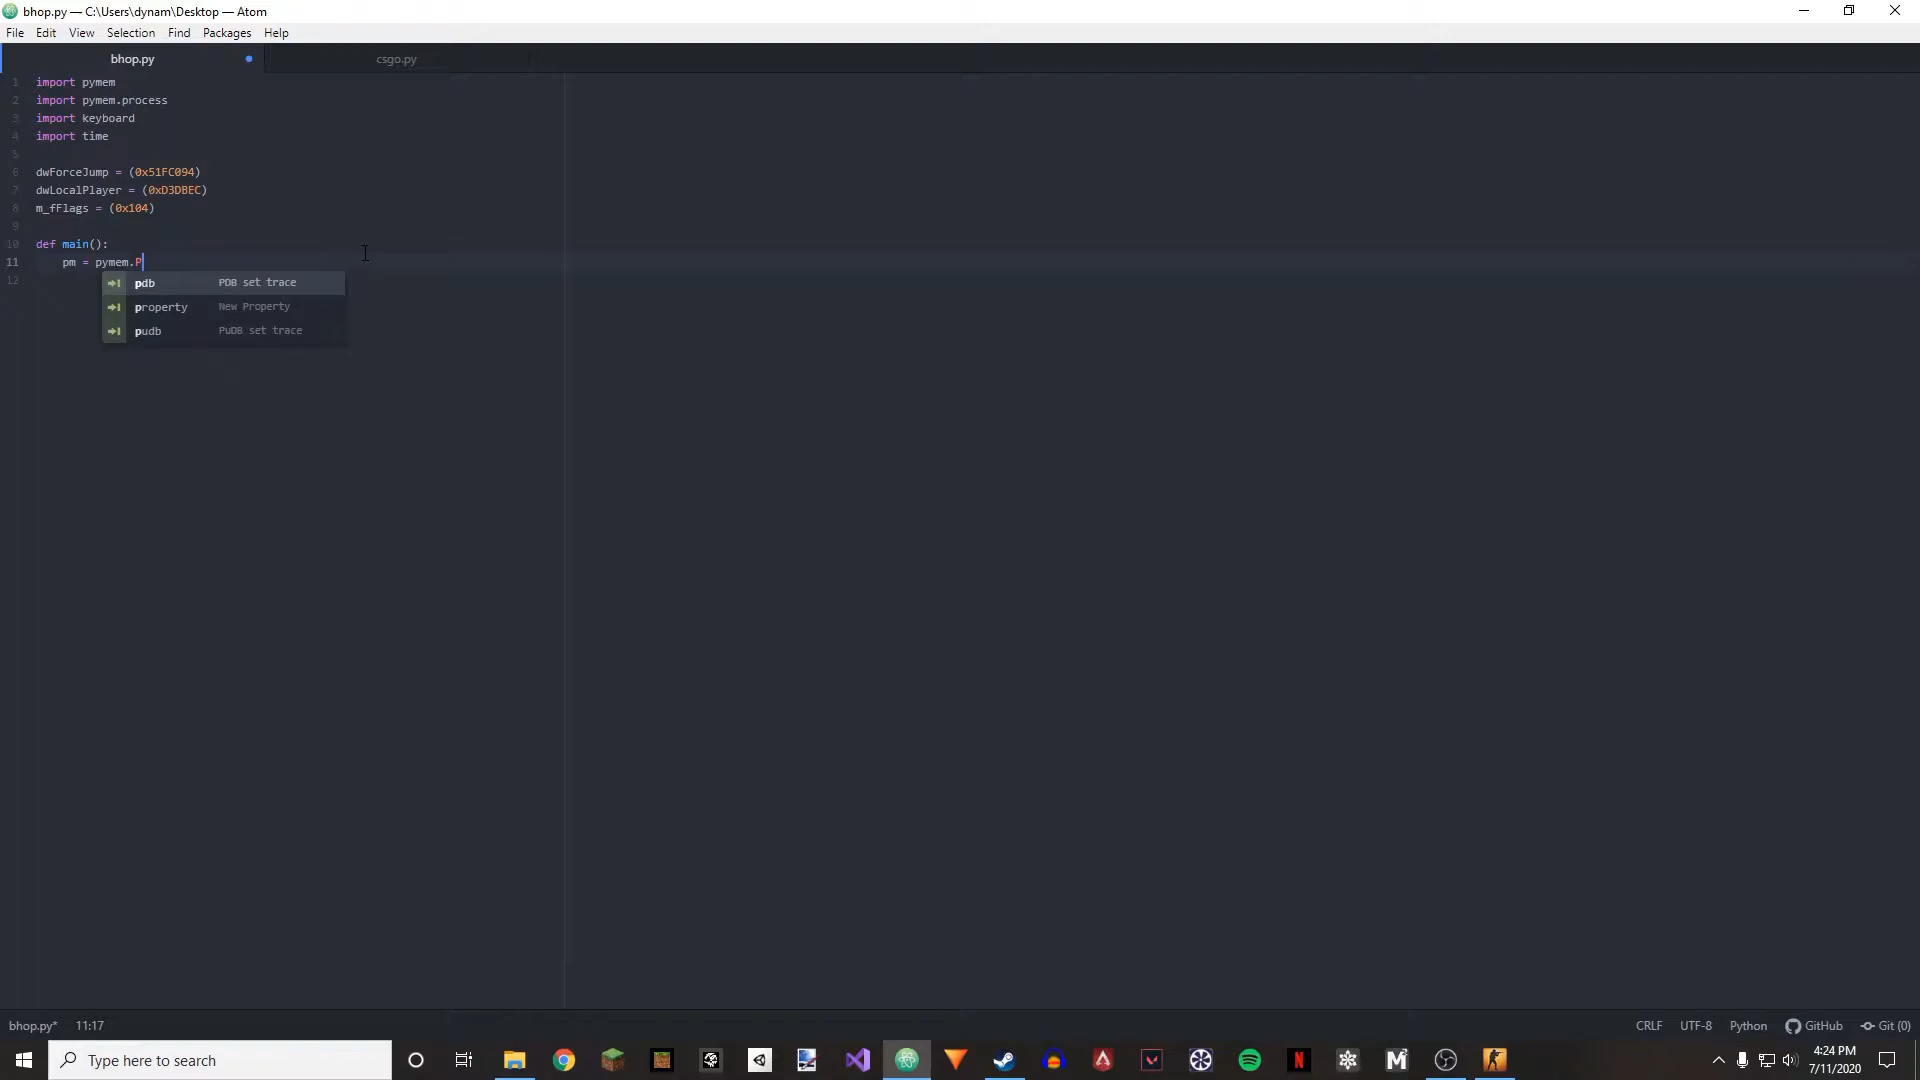 bhop.py — C:\Users\dynam\Desktop — Atom
File Edit View Selection Find Packages Help
bhop.py csgo.py
1 import pymem
2 import pymem.process
3 import keyboard
4 import time
5
6 dwForceJump = (0x51FC094)
7 dwLocalPlayer = (0xD3DBEC)
8 m_fFlags = (0x104)
9
10 def main():
11 pm = pymem.P
12
pdb PDB set trace
property New Property
pudb PuDB set trace
bhop.py* 11:17 CRLF UTF-8 Python GitHub Git (0)
Type here to search
4:24 PM
7/11/2020